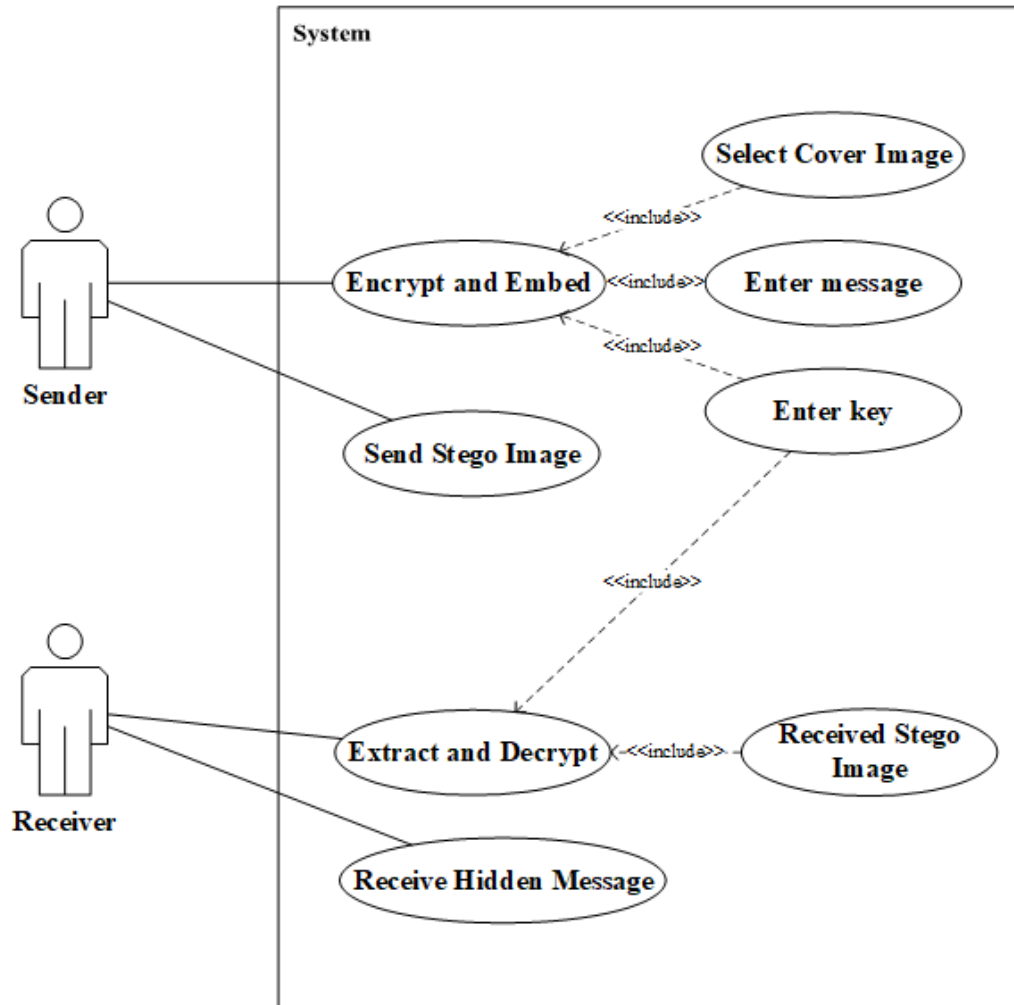 System
Select Cover Image
<<include>>
Encrypt and Embed
<<include>>
Enter message
<<include>>
Sender
Enter key
Send Stego Image
<<include>>
Extract and Decrypt
<<include>>
Received Stego
Image
Receiver
Receive Hidden Message